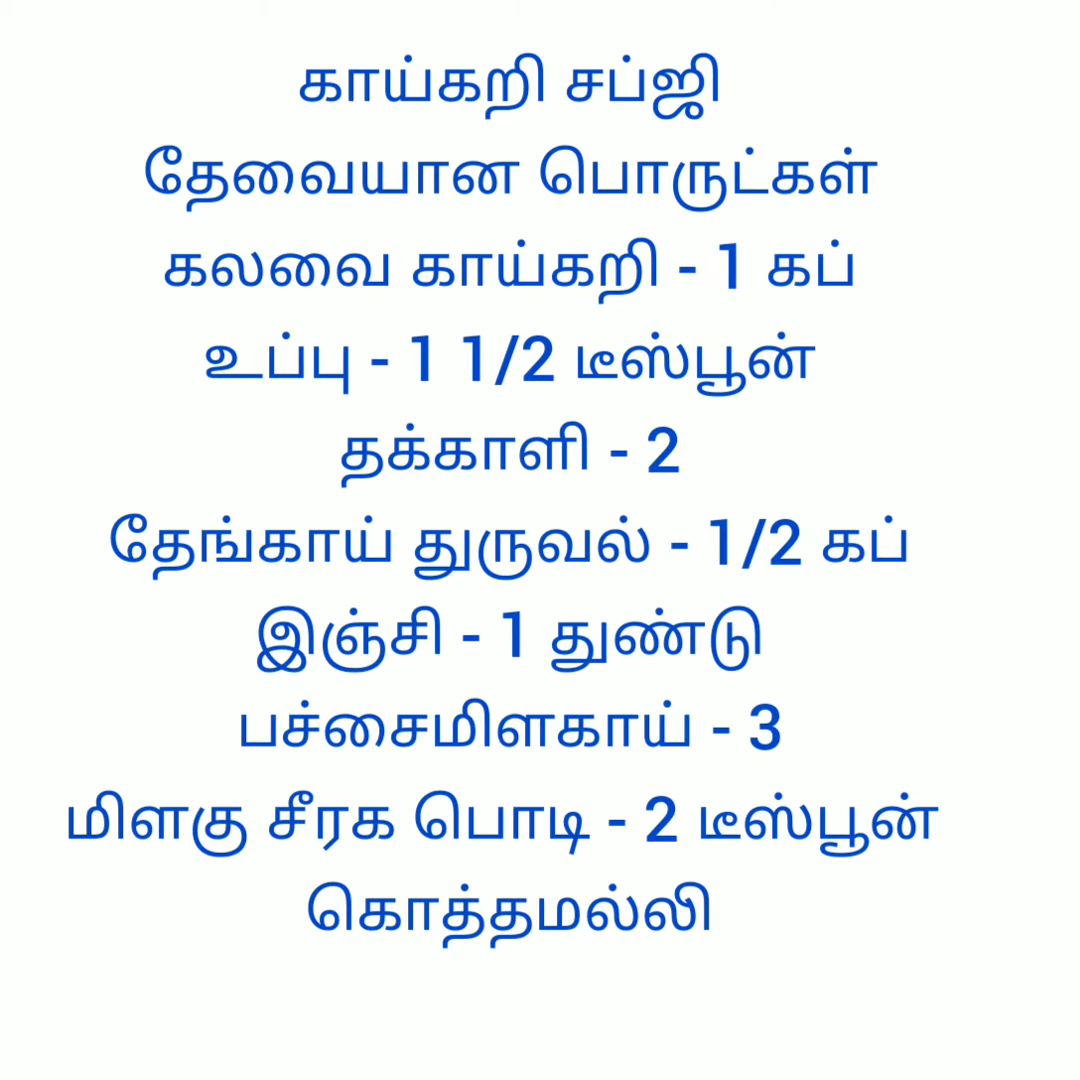 காய்கறி சப்ஜி
தேவையான பொருட்கள்
கலவை காய்கறி - 1 கப்
உப்பு - 1 1/2 டீஸ்பூன்
தக்காளி - 2
தேங்காய் துருவல் - 1/2 கப்
இஞ்சி - 1 துண்டு
பச்சைமிளகாய் - 3
மிளகு சீரக பொடி - 2 டீஸ்பூன்
கொத்தமல்லி